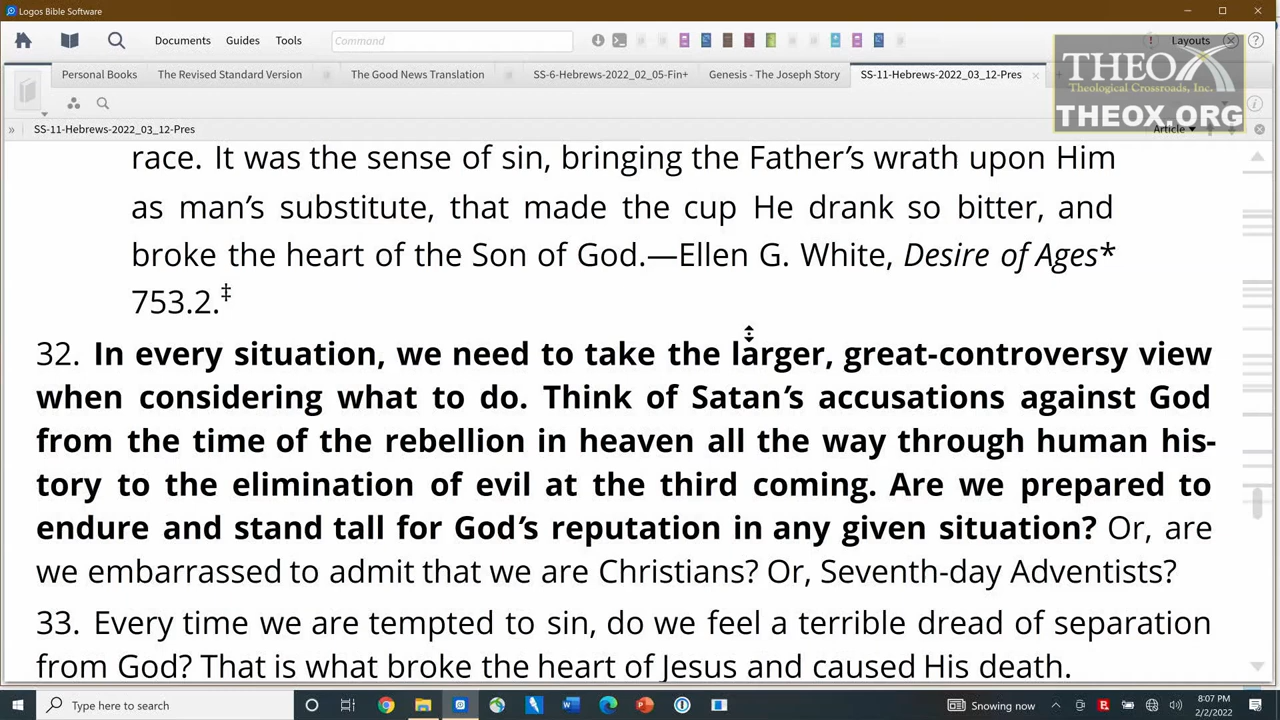 Logos Bible Software
Documents Guides Tools Command Layouts
THEOX
Theological Crossroads, Inc.
THEOX.ORG
Personal Books The Revised Standard Version The Good News Translation SS-6-Hebrews-2022_02_05-Fin+ Genesis - The Joseph Story SS-11-Hebrews-2022_03_12-Pres
SS-11-Hebrews-2022_03_12-Pres Article
race. It was the sense of sin, bringing the Father’s wrath upon Him
as man’s substitute, that made the cup He drank so bitter, and
broke the heart of the Son of God.—Ellen G. White, Desire of Ages*
753.2.‡
32. In every situation, we need to take the larger, great-controversy view
when considering what to do. Think of Satan’s accusations against God
from the time of the rebellion in heaven all the way through human his-
tory to the elimination of evil at the third coming. Are we prepared to
endure and stand tall for God’s reputation in any given situation? Or, are
we embarrassed to admit that we are Christians? Or, Seventh-day Adventists?
33. Every time we are tempted to sin, do we feel a terrible dread of separation
from God? That is what broke the heart of Jesus and caused His death.
Type here to search Snowing now 8:07 PM
2/2/2022